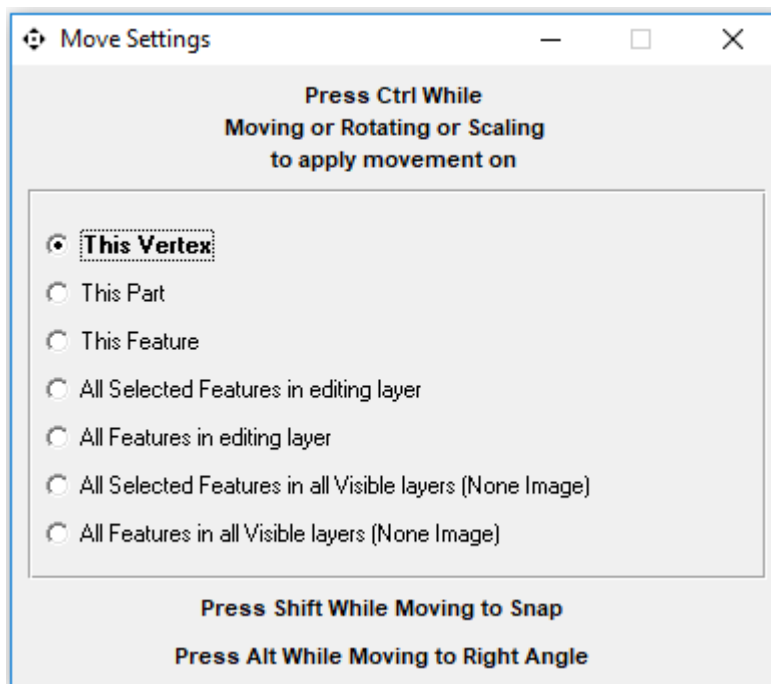 Move Settings
Press Ctrl While
Moving or Rotating or Scaling
to apply movement on
This Vertex
This Part
This Feature
All Selected Features in editing layer
All Features in editing layer
All Selected Features in all Visible layers (None Image)
All Features in all Visible layers (None Image)
Press Shift While Moving to Snap
Press Alt While Moving to Right Angle